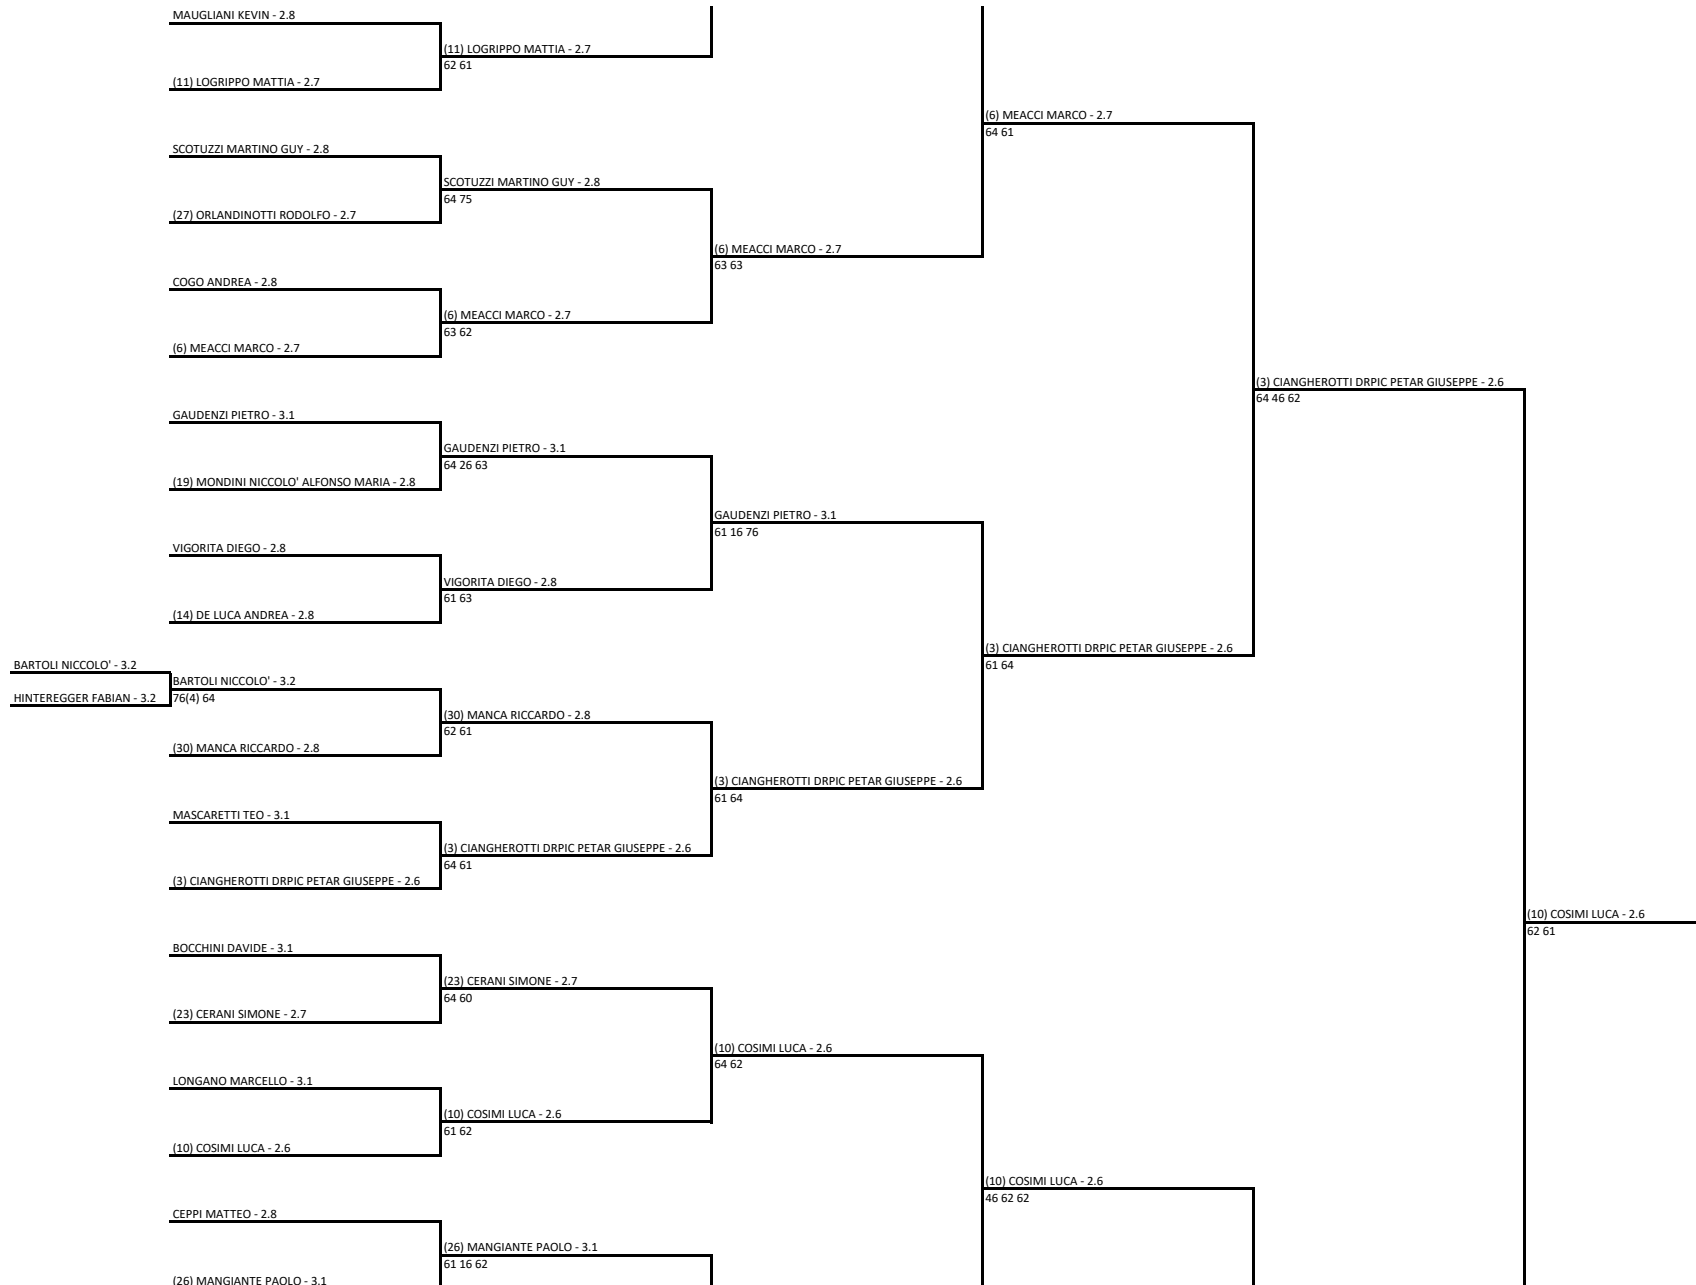 MAUGLIANI KEVIN - 2.8
(11) LOGRIPPO MATTIA - 2.7
62 61
(11) LOGRIPPO MATTIA - 2.7
(6) MEACCI MARCO - 2.7
64 61
SCOTUZZI MARTINO GUY - 2.8
SCOTUZZI MARTINO GUY - 2.8
64 75
(27) ORLANDINOTTI RODOLFO - 2.7
(6) MEACCI MARCO - 2.7
63 63
COGO ANDREA - 2.8
(6) MEACCI MARCO - 2.7
63 62
(6) MEACCI MARCO - 2.7
(3) CIANGHEROTTI DRPIC PETAR GIUSEPPE - 2.6
64 46 62
GAUDENZI PIETRO - 3.1
GAUDENZI PIETRO - 3.1
64 26 63
(19) MONDINI NICCOLO' ALFONSO MARIA - 2.8
GAUDENZI PIETRO - 3.1
61 16 76
VIGORITA DIEGO - 2.8
VIGORITA DIEGO - 2.8
61 63
(14) DE LUCA ANDREA - 2.8
(3) CIANGHEROTTI DRPIC PETAR GIUSEPPE - 2.6
61 64
BARTOLI NICCOLO' - 3.2
BARTOLI NICCOLO' - 3.2
HINTEREGGER FABIAN - 3.2
76(4) 64
(30) MANCA RICCARDO - 2.8
62 61
(30) MANCA RICCARDO - 2.8
(3) CIANGHEROTTI DRPIC PETAR GIUSEPPE - 2.6
61 64
MASCARETTI TEO - 3.1
(3) CIANGHEROTTI DRPIC PETAR GIUSEPPE - 2.6
64 61
(3) CIANGHEROTTI DRPIC PETAR GIUSEPPE - 2.6
(10) COSIMI LUCA - 2.6
62 61
BOCCHINI DAVIDE - 3.1
(23) CERANI SIMONE - 2.7
64 60
(23) CERANI SIMONE - 2.7
(10) COSIMI LUCA - 2.6
64 62
LONGANO MARCELLO - 3.1
(10) COSIMI LUCA - 2.6
61 62
(10) COSIMI LUCA - 2.6
(10) COSIMI LUCA - 2.6
46 62 62
CEPPI MATTEO - 2.8
(26) MANGIANTE PAOLO - 3.1
61 16 62
(26) MANGIANTE PAOLO - 3.1